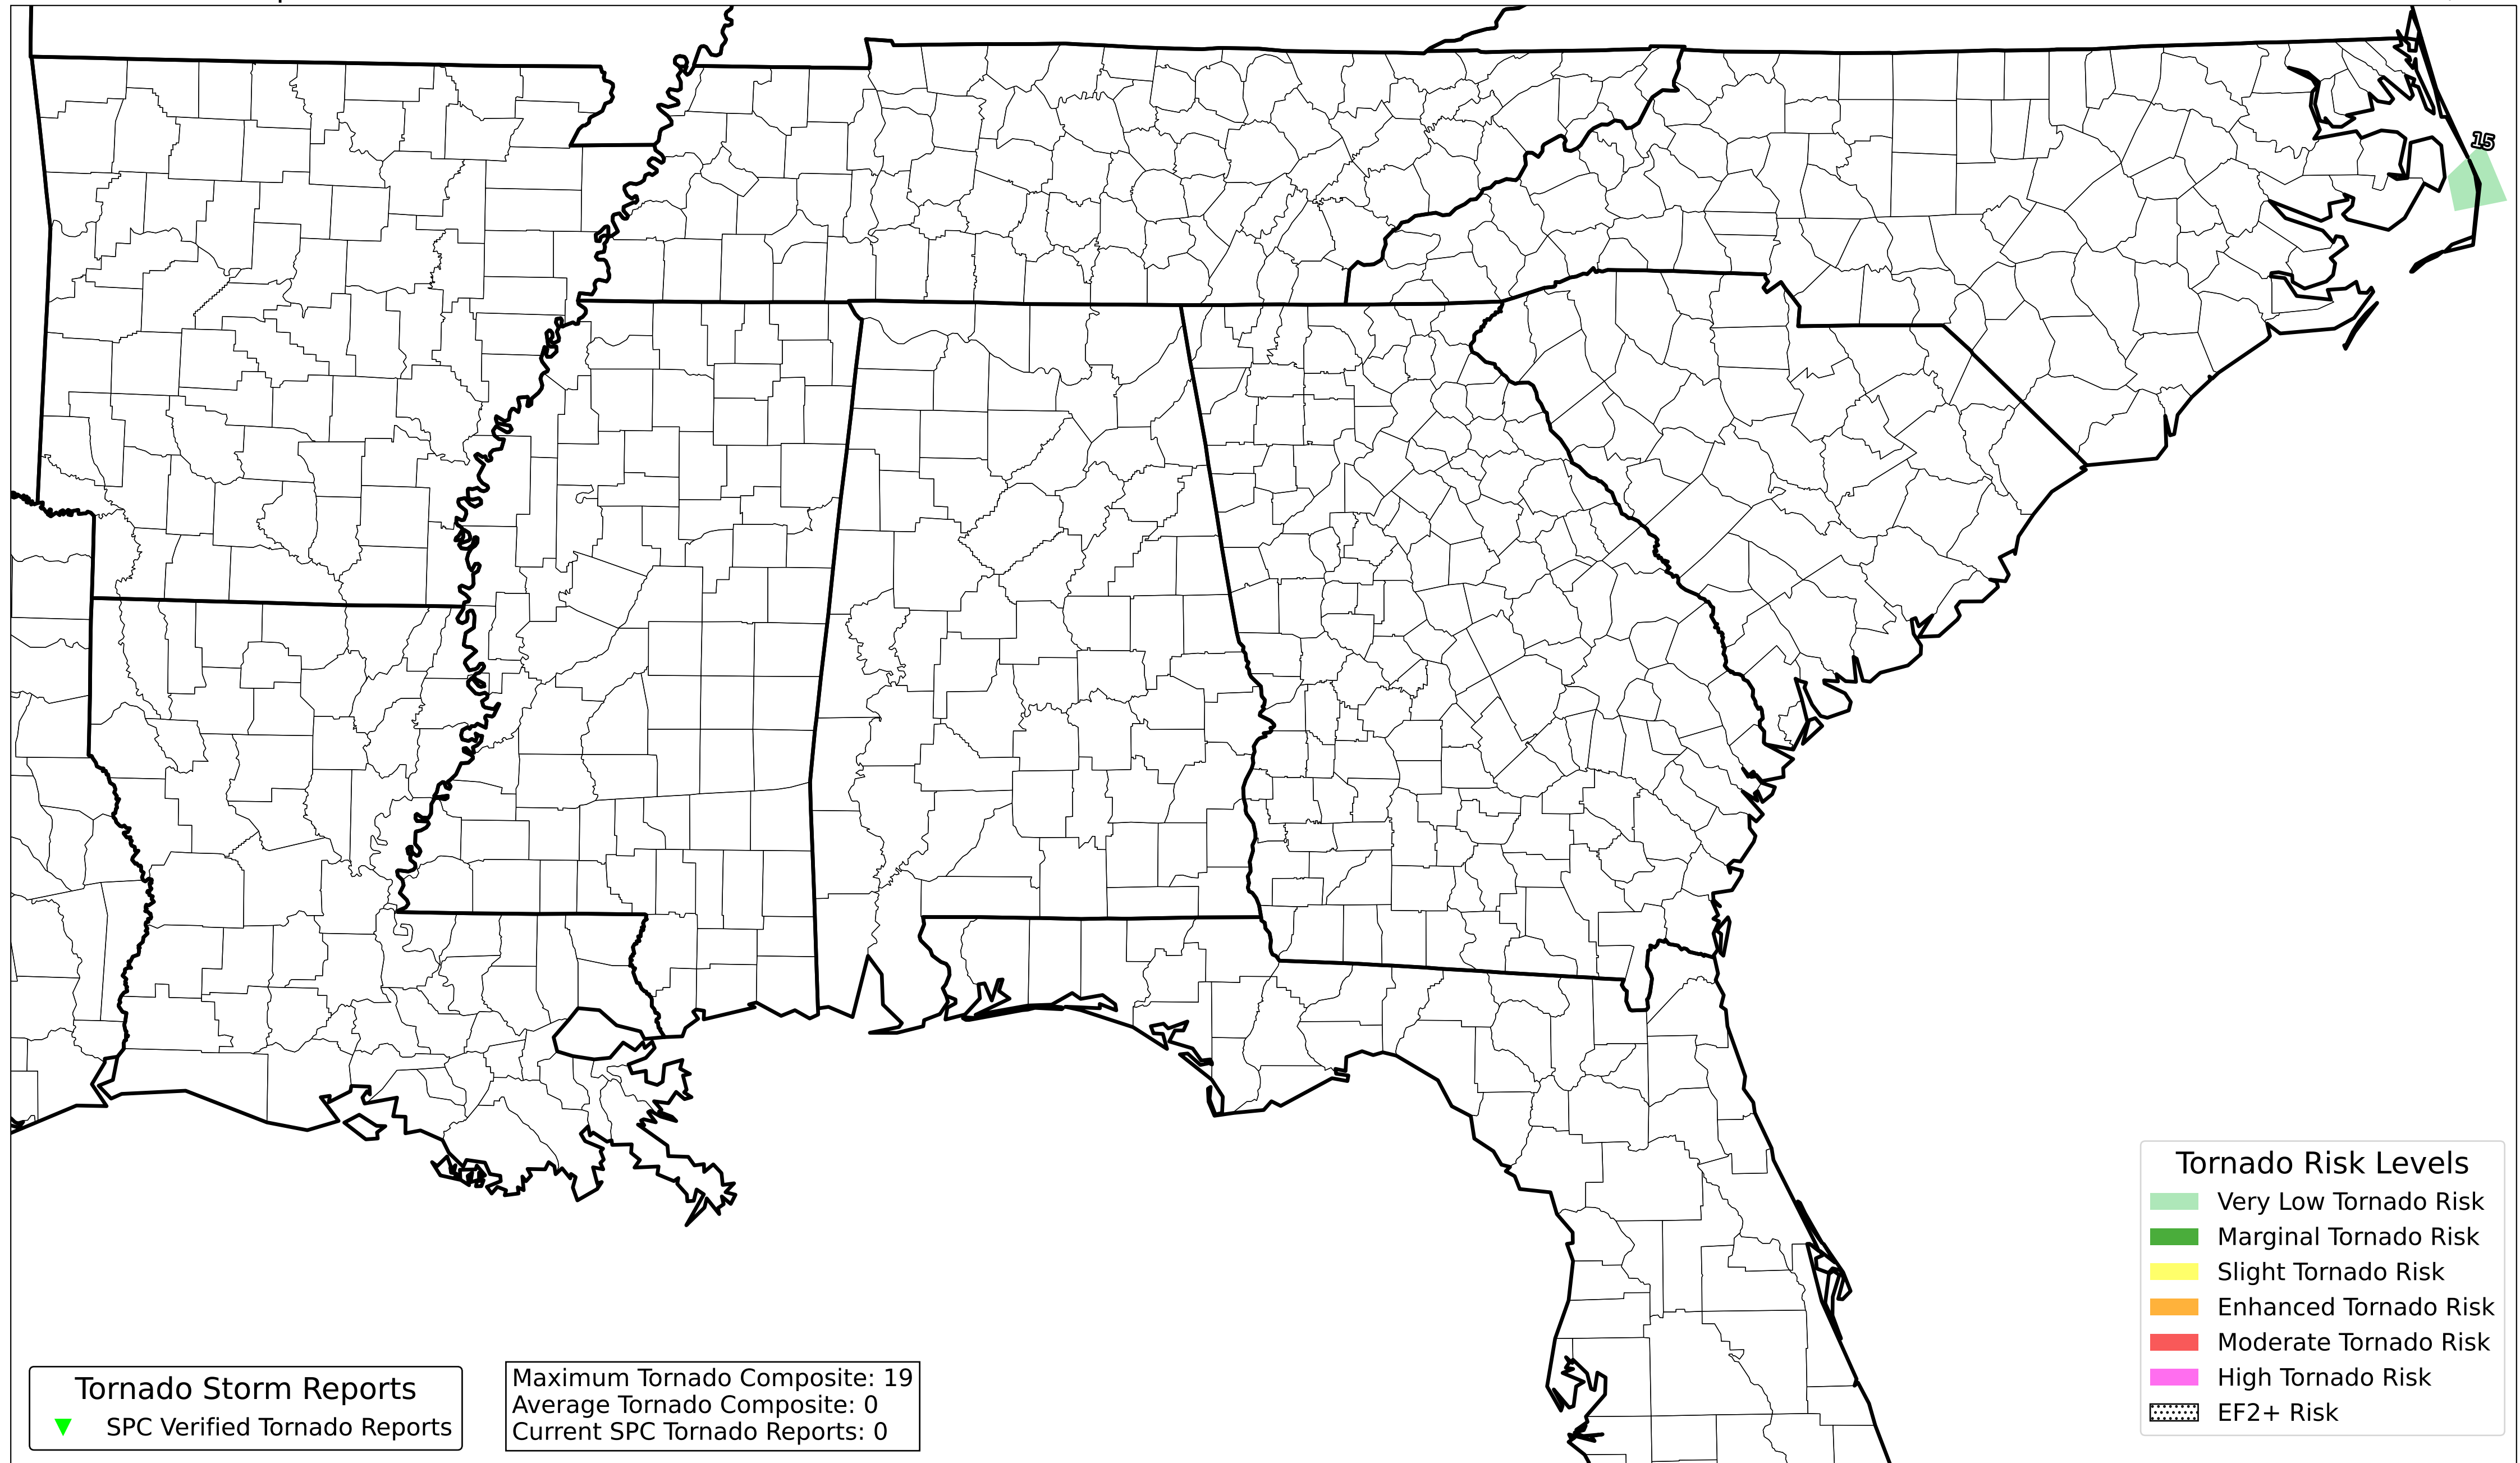 15
Tornado Risk Levels
Very Low Tornado Risk
Marginal Tornado Risk
Slight Tornado Risk
Enhanced Tornado Risk
Moderate Tornado Risk
High Tornado Risk
EF2+ Risk
Tornado Storm Reports
SPC Verified Tornado Reports
Maximum Tornado Composite: 19
Average Tornado Composite: 0
Current SPC Tornado Reports: 0